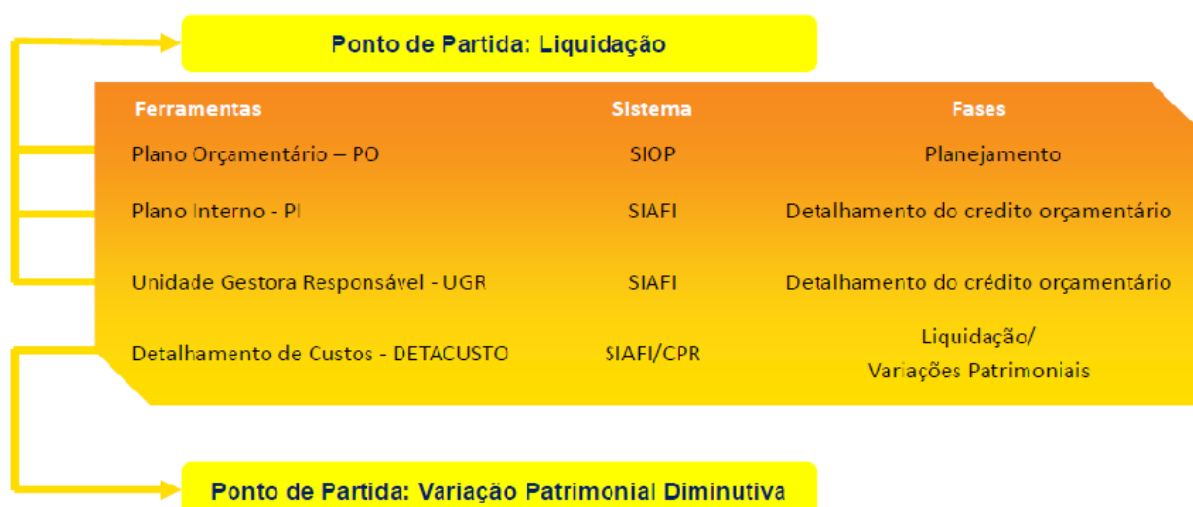 Ponto de Partida: Liquidação
Ferramentas Sistema Fases
Plano Orçamentário – PO SIOP Planejamento
Plano Interno - PI SIAFI Detalhamento do credito orçamentário
Unidade Gestora Responsável - UGR SIAFI Detalhamento do crédito orçamentário
Detalhamento de Custos - DETACUSTO SIAFI/CPR Liquidação/
Variações Patrimoniais
Ponto de Partida: Variação Patrimonial Diminutiva